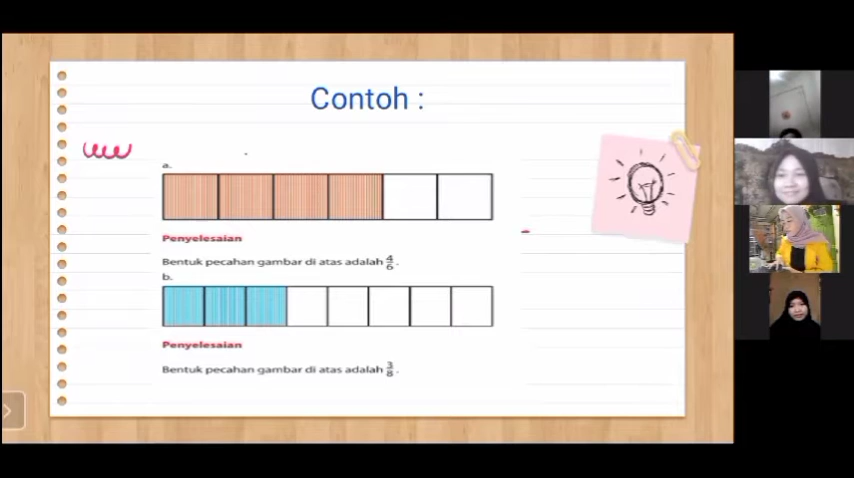 Contoh :
a.
Penyelesaian
Bentuk pecahan gambar di atas adalah 4/6 .
b.
Penyelesaian
Bentuk pecahan gambar di atas adalah 3/8 .